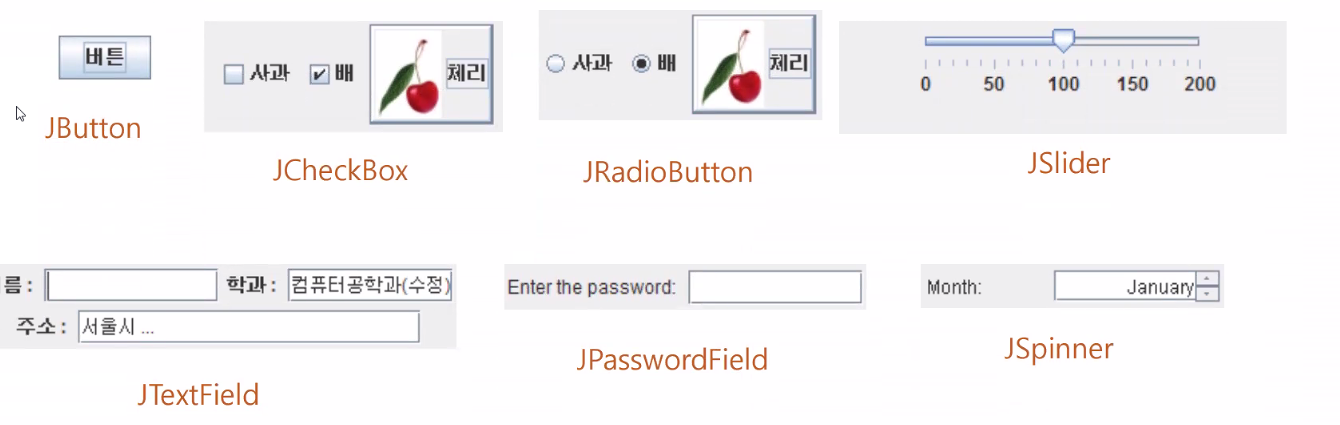 버튼
JButton
사과 배 체리
JCheckBox
사과 배 체리
JRadioButton
0 50 100 150 200
JSlider
름 : 학과 : 컴퓨터공학과(수정)
주소 : 서울시 ...
JTextField
Enter the password:
JPasswordField
Month: January
JSpinner